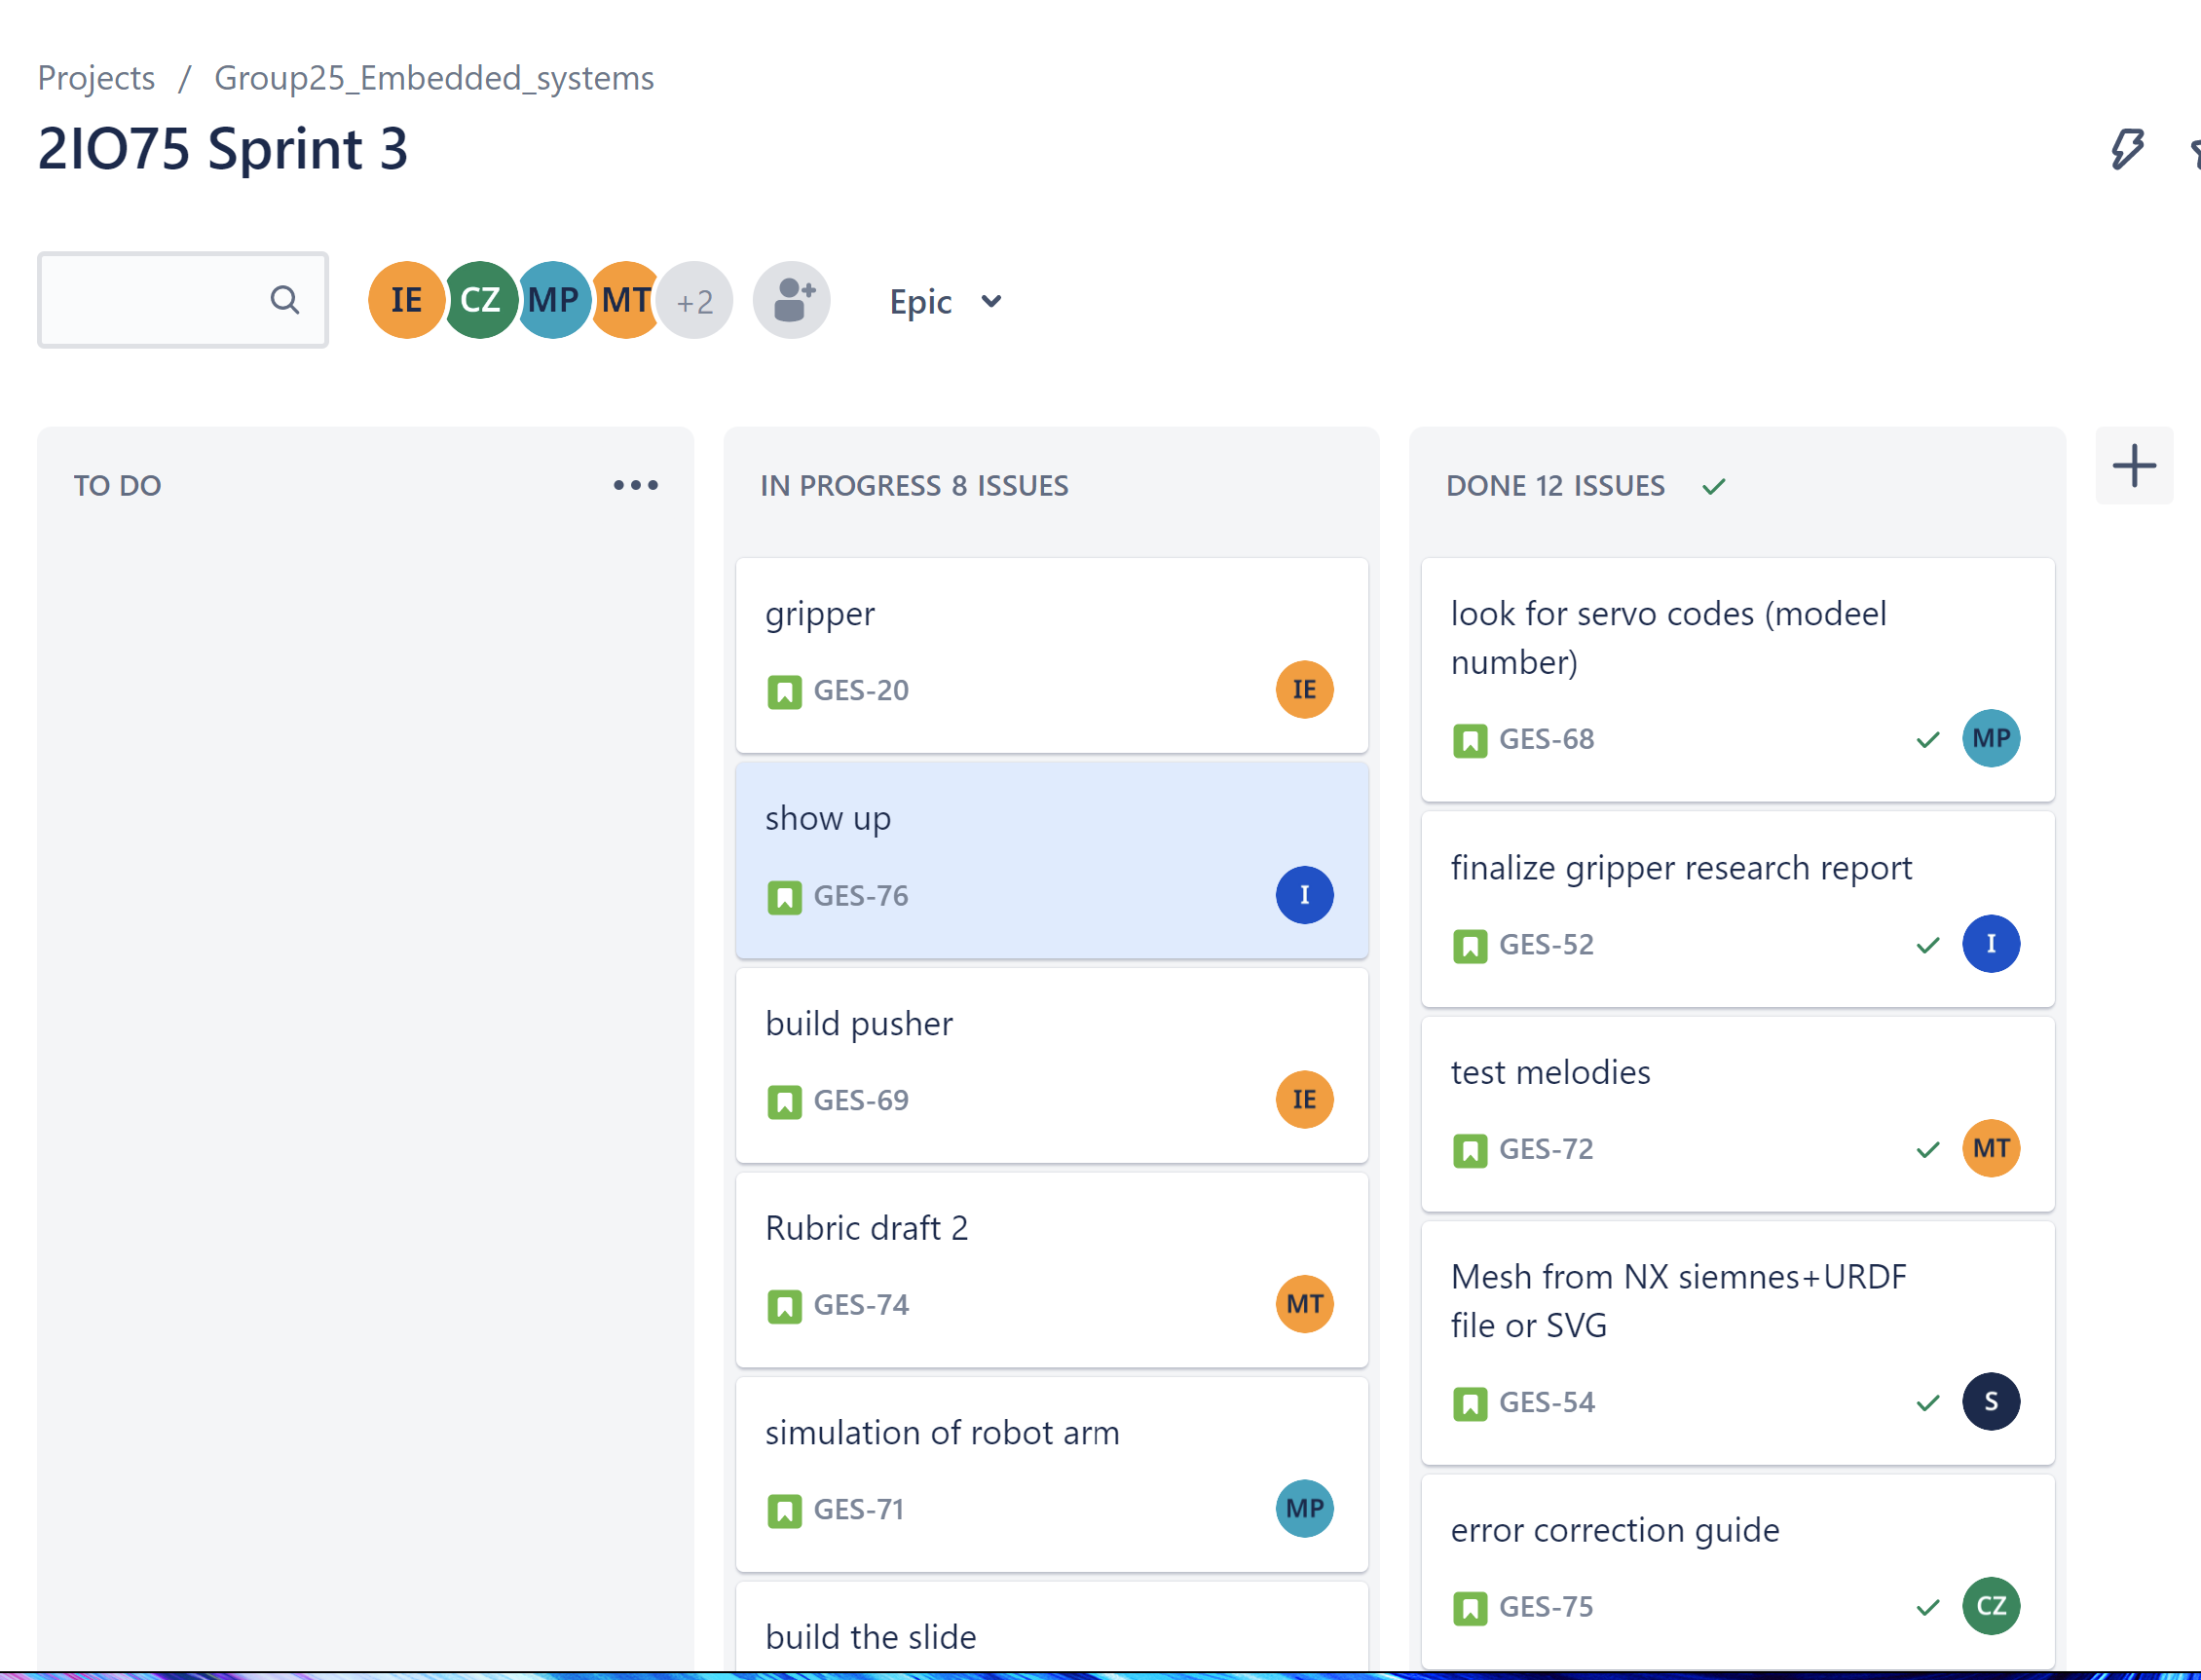 Projects / Group25_Embedded_systems
2IO75 Sprint 3
IE CZ MP MT +2 Epic
TO DO
IN PROGRESS 8 ISSUES
gripper
GES-20 IE
show up
GES-76 I
build pusher
GES-69 IE
Rubric draft 2
GES-74 MT
simulation of robot arm
GES-71 MP
build the slide
DONE 12 ISSUES
look for servo codes (modeel
number)
GES-68 MP
finalize gripper research report
GES-52 I
test melodies
GES-72 MT
Mesh from NX siemnes+URDF
file or SVG
GES-54 S
error correction guide
GES-75 CZ